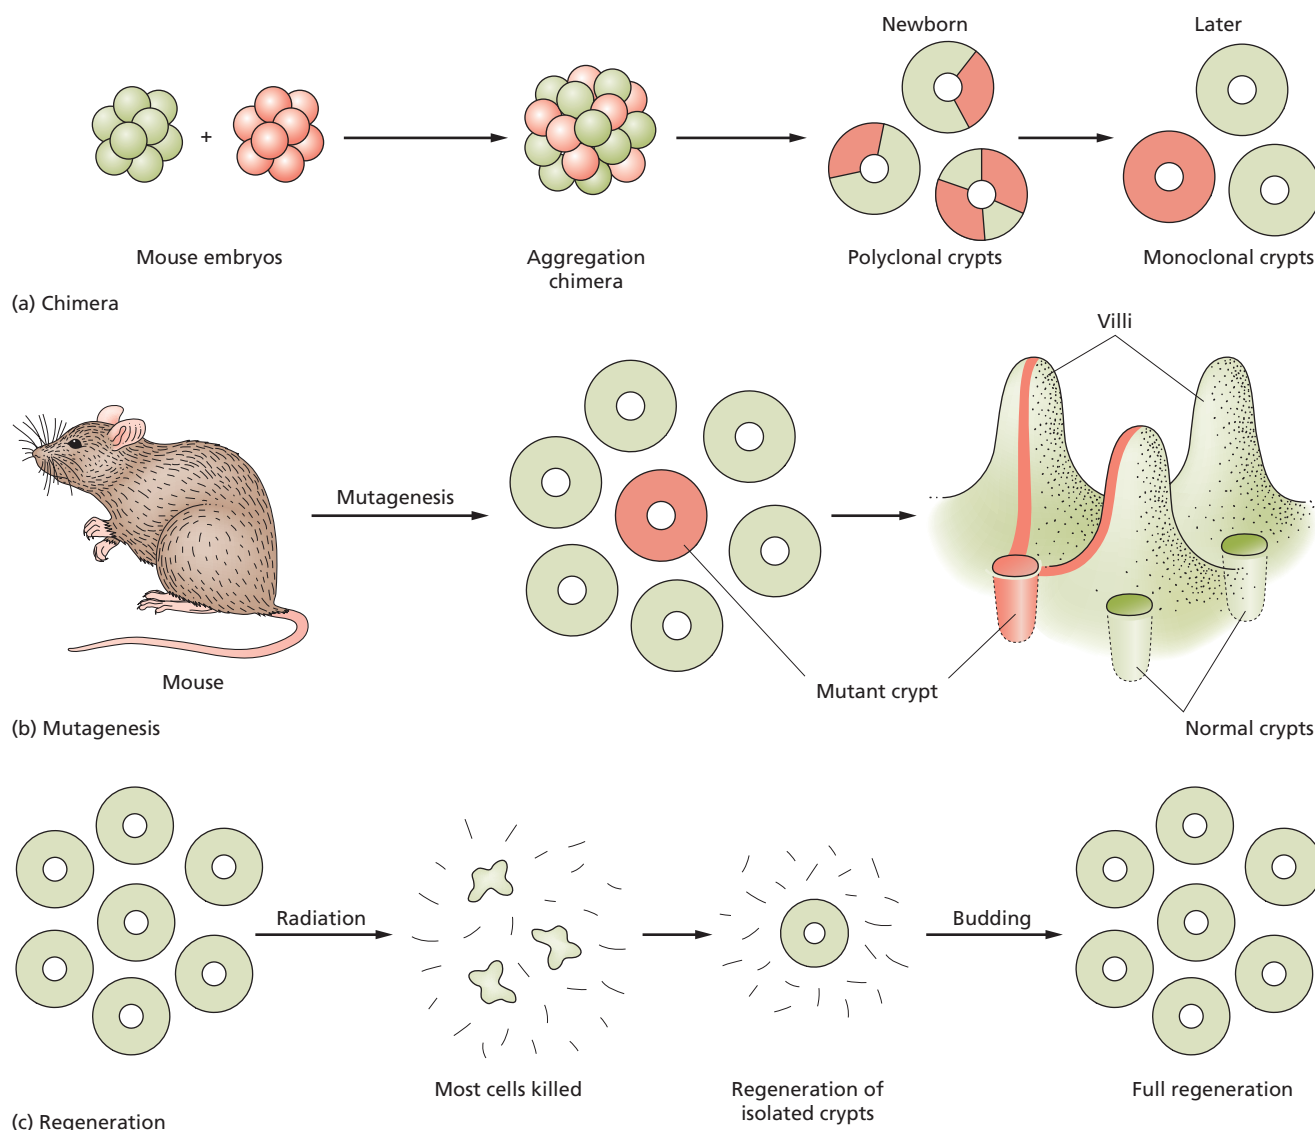 Newborn
Later
+
Mouse embryos
Aggregation
chimera
Polyclonal crypts
Monoclonal crypts
(a) Chimera
Villi
Mutagenesis
Mouse
Mutant crypt
Normal crypts
(b) Mutagenesis
Radiation
Budding
Most cells killed
Regeneration of
isolated crypts
Full regeneration
(c) Regeneration